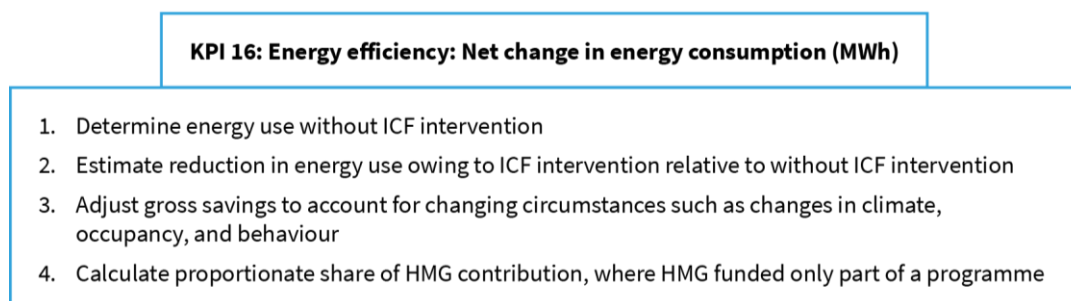 KPI 16: Energy efficiency: Net change in energy consumption (MWh)
1. Determine energy use without ICF intervention
2. Estimate reduction in energy use owing to ICF intervention relative to without ICF intervention
3. Adjust gross savings to account for changing circumstances such as changes in climate,
occupancy, and behaviour
4. Calculate proportionate share of HMG contribution, where HMG funded only part of a programme